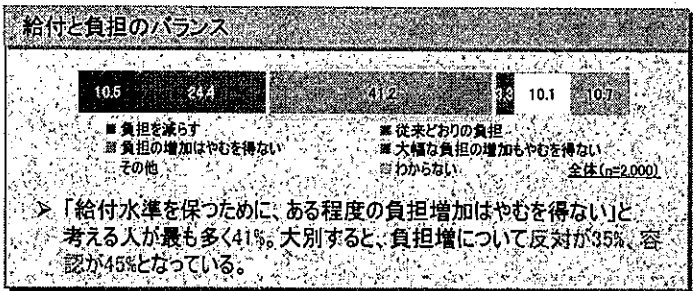 給付と負担のバランス
10.5 24.4 41.2 3.3 10.1 10.7
■ 負担を減らす ■ 従来どおりの負担
負担の増加はやむを得ない ■ 大幅な負担の増加もやむを得ない
その他 わからない 全体(n=2,000)
➢ 「給付水準を保つために、ある程度の負担増加はやむを得ない」と
考える人が最も多く41%。大別すると、負担増について反対が35%、容
認が45%となっている。